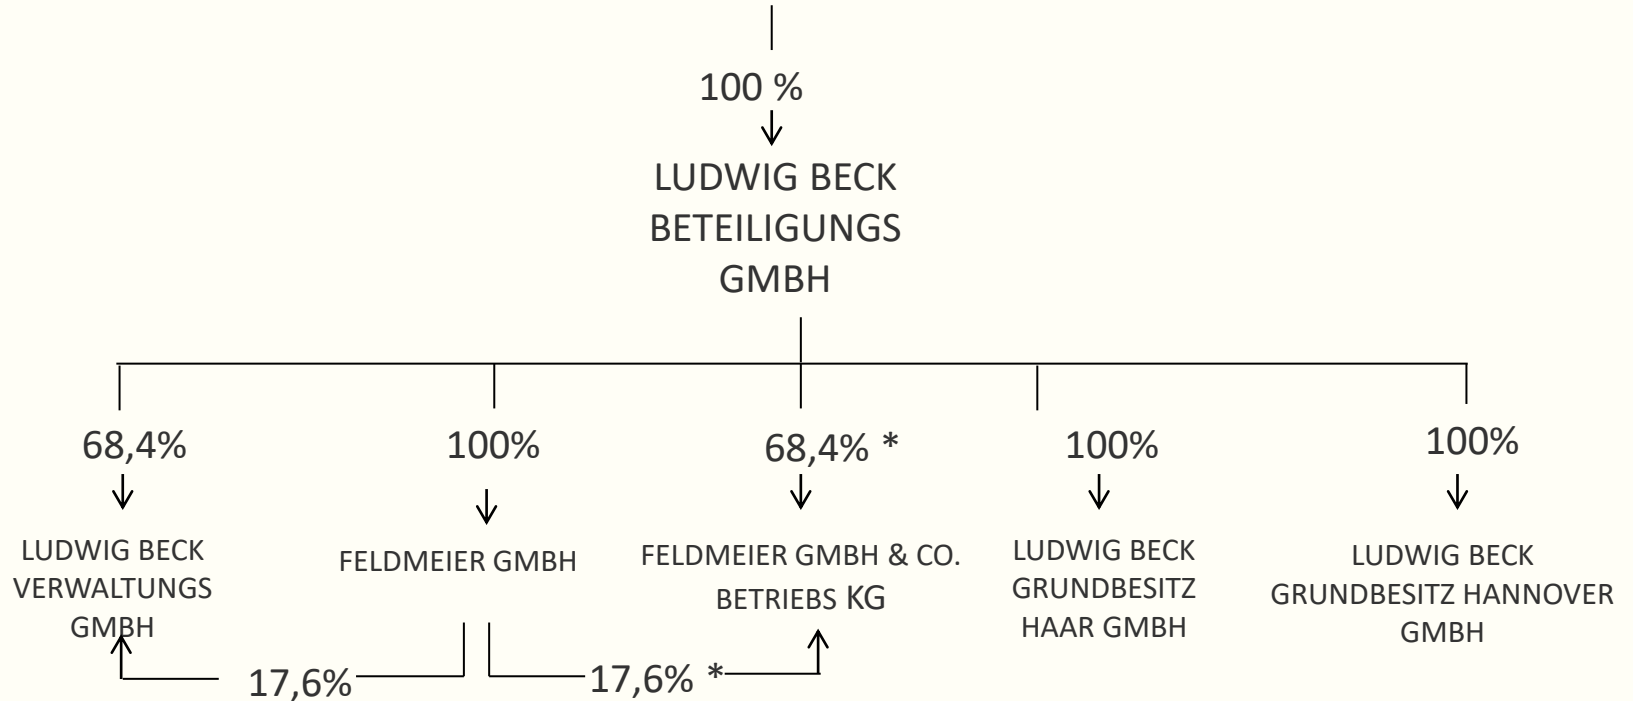 100 %
LUDWIG BECK
BETEILIGUNGS
GMBH
68,4%
100%
68,4% *
100%
100%
LUDWIG BECK
VERWALTUNGS
GMBH
FELDMEIER GMBH
FELDMEIER GMBH & CO.
BETRIEBS KG
LUDWIG BECK
GRUNDBESITZ
HAAR GMBH
LUDWIG BECK
GRUNDBESITZ HANNOVER
GMBH
17,6%
17,6% *